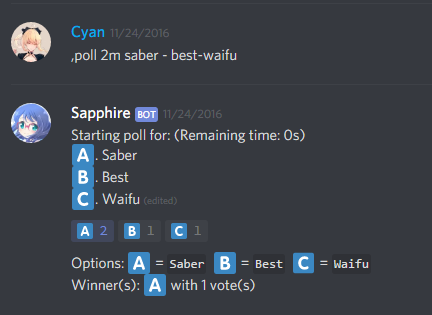 Cyan 11/24/2016
,poll 2m saber - best-waifu
Sapphire BOT 11/24/2016
Starting poll for: (Remaining time: 0s)
A. Saber
B. Best
C. Waifu (edited)
A 2 B 1 C 1
Options: A = Saber B = Best C = Waifu
Winner(s): A with 1 vote(s)